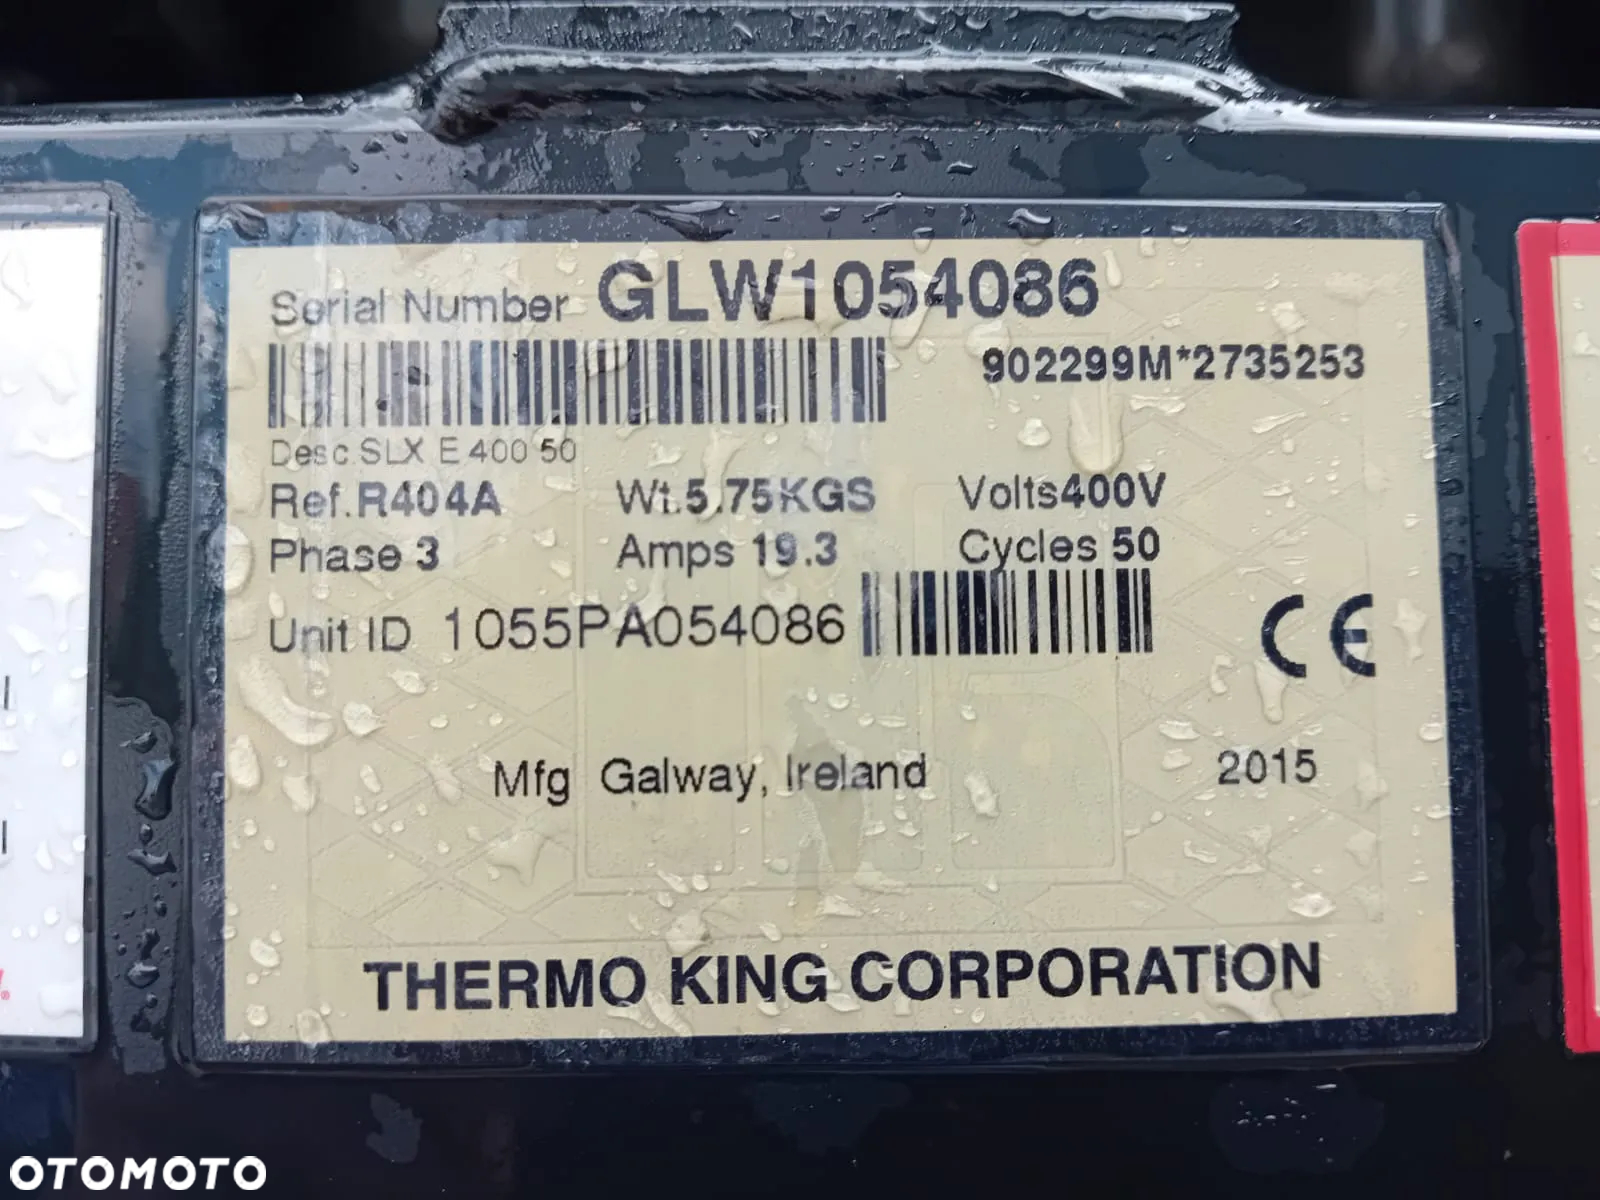 Serial Number GLW1054086
902299M*2735253
Desc.SLX E 400 50
Ref.R404A Wt.5.75KGS Volts400V
Phase 3 Amps 19.3 Cycles 50
Unit ID 1055PA054086
CE
Mfg Galway, Ireland 2015
THERMO KING CORPORATION
OTOMOTO